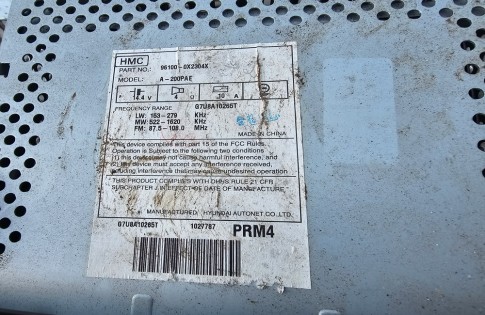 HMC
PART NO.: 96100 - 0X2304X
MODEL: A - 200PAE
4 Ω 10 A
FREQUENCY RANGE G7U8A10265T
LW: 153-279 KHz
MW: 522-1620 KHz
FM: 87.5-108.0 MHz
MADE IN CHINA
This device complies with part 15 of the FCC Rules.
Operation is Subject to the following two conditions
(1) this device may not cause harmful interference, and
(2) this device must accept any interference received,
including interference that may cause undesired operation
THIS PRODUCT COMPLIES WITH DHHS RULE 21 CFR
SUBCHAPTER J IN EFFECT DATE OF MANUFACTURE
MANUFACTURED: HYUNDAI AUTONET CO.,LTD.
G7U8A10265T 1027787 PRM4